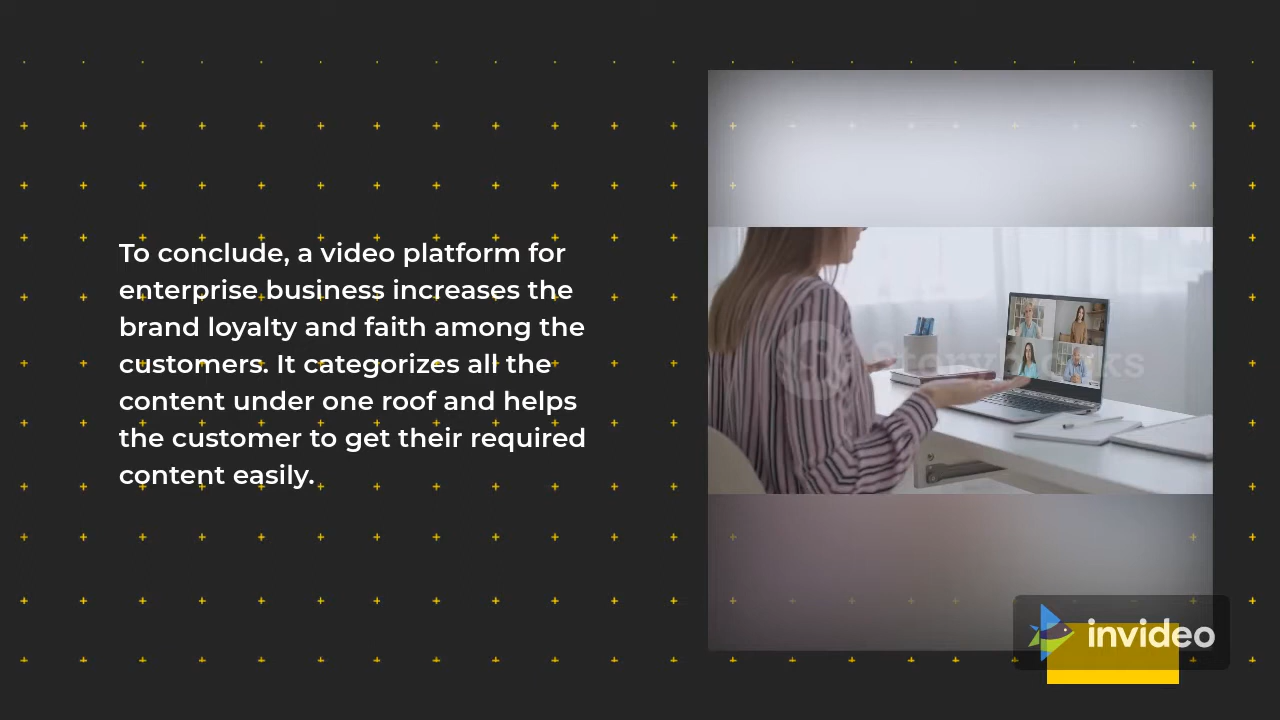 To conclude, a video platform for
enterprise business increases the
brand loyalty and faith among the
customers. It categorizes all the
content under one roof and helps
the customer to get their required
content easily.
Storyblocks
invideo